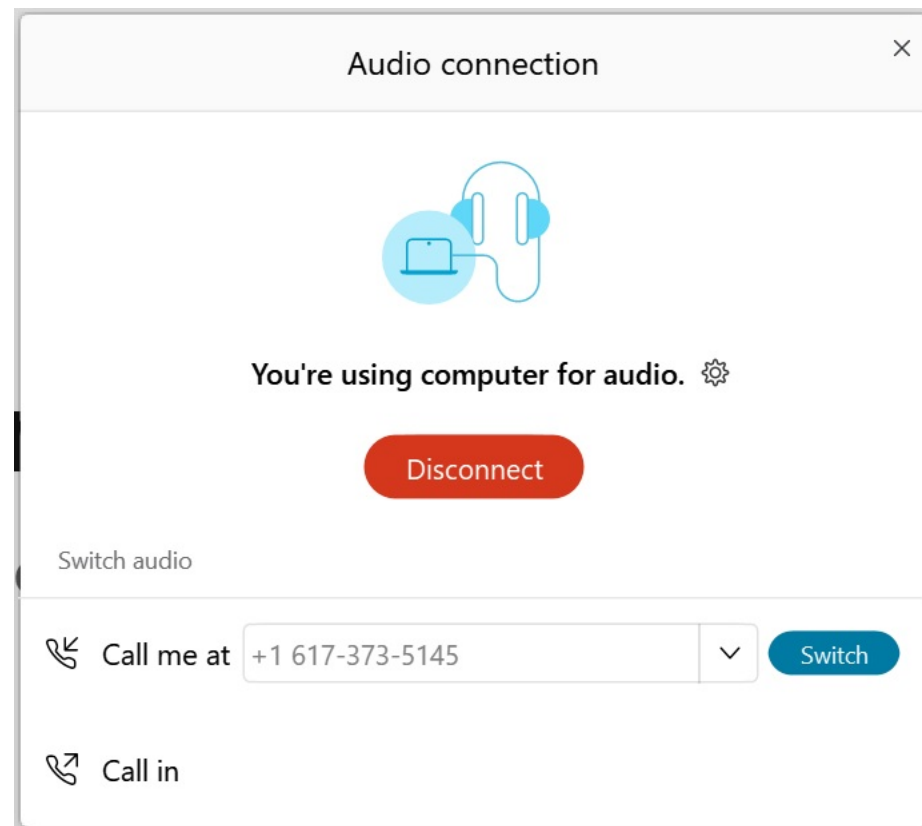 Audio connection
You're using computer for audio.
Disconnect
Switch audio
Call me at +1 617-373-5145 Switch
Call in